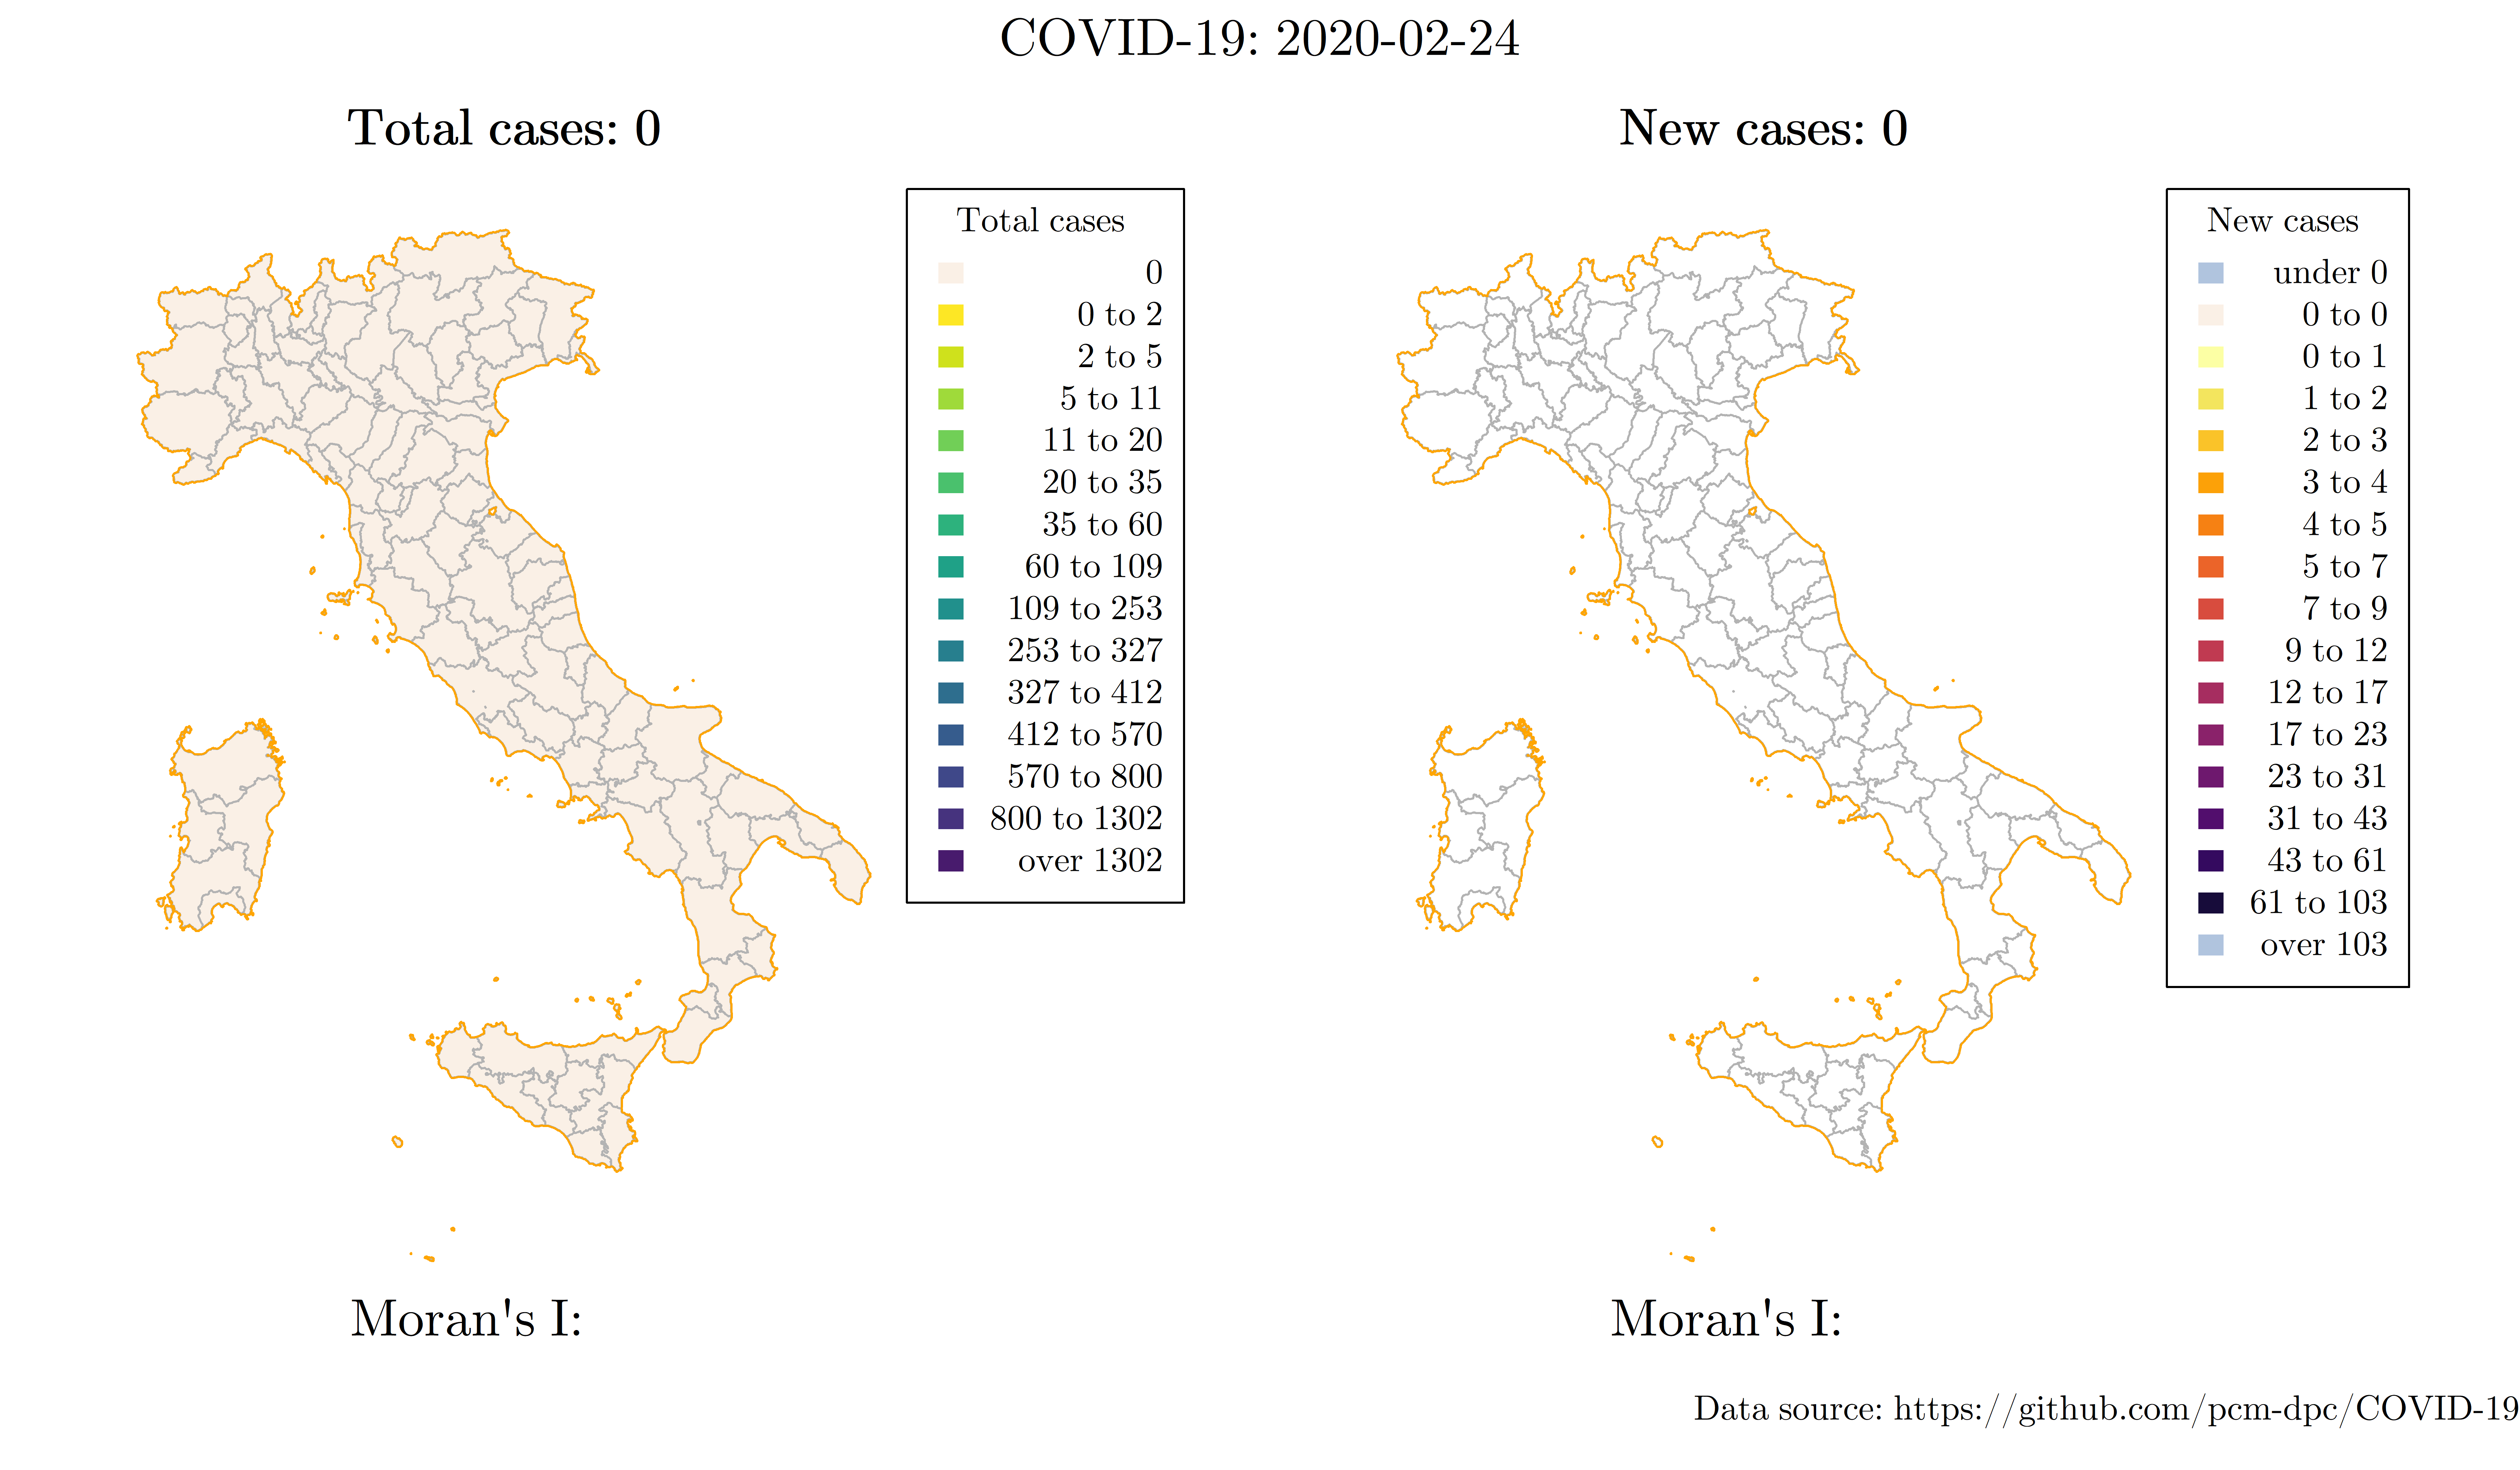 COVID-19: 2020-02-24
Total cases: 0
Total cases
0
0 to 2
2 to 5
5 to 11
11 to 20
20 to 35
35 to 60
60 to 109
109 to 253
253 to 327
327 to 412
412 to 570
570 to 800
800 to 1302
over 1302
Moran's I:
New cases: 0
New cases
under 0
0 to 0
0 to 1
1 to 2
2 to 3
3 to 4
4 to 5
5 to 7
7 to 9
9 to 12
12 to 17
17 to 23
23 to 31
31 to 43
43 to 61
61 to 103
over 103
Moran's I:
Data source: https://github.com/pcm-dpc/COVID-19